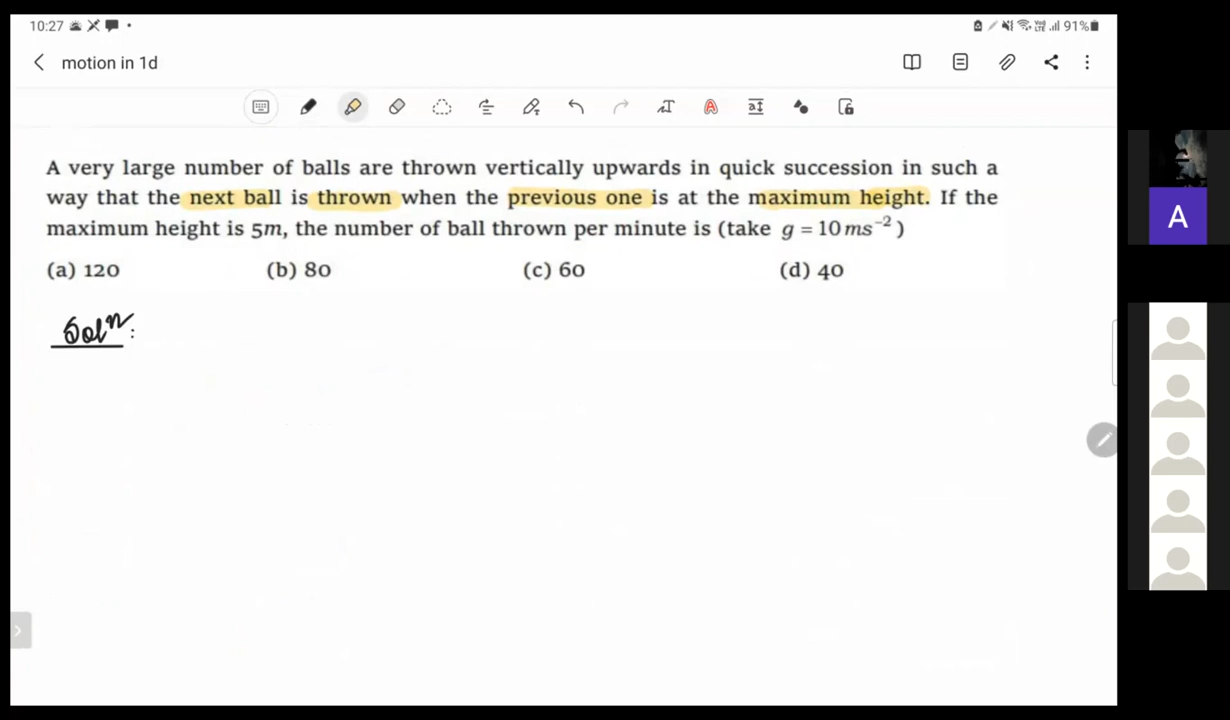 10:27
91%
motion in 1d
A very large number of balls are thrown vertically upwards in quick succession in such a
way that the next ball is thrown when the previous one is at the maximum height. If the
maximum height is 5m, the number of ball thrown per minute is (take g = 10 ms⁻²)
(a) 120 (b) 80 (c) 60 (d) 40
Solⁿ:
A